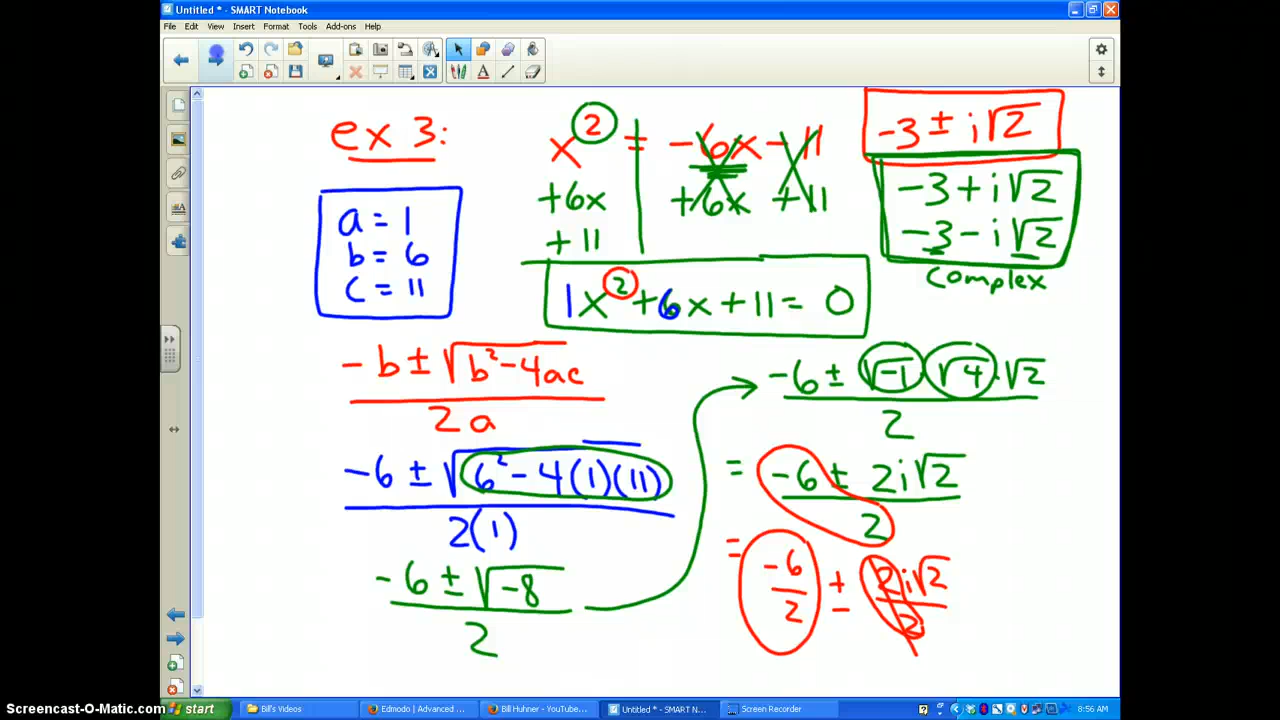 Untitled * - SMART Notebook
File Edit View Insert Format Tools Add-ons Help
ex 3:
x² = -6x - 11
+6x +6x +11
+11
1x² + 6x + 11 = 0
a = 1
b = 6
c = 11
-3 ± i√2
-3 + i√2
-3 - i√2
complex
-b ± √b²-4ac
2a
-6 ± √6² - 4(1)(11)
2(1)
-6 ± √-8
2
-6 ± √-1 · √4 · √2
2
= -6 ± 2i√2
2
= -6 ± 2i√2
2 2
Screencast-O-Matic.com
start
Bill's Videos
Edmodo | Advanced ...
Bill Huhner - YouTube...
Untitled * - SMART No...
Screen Recorder
8:56 AM